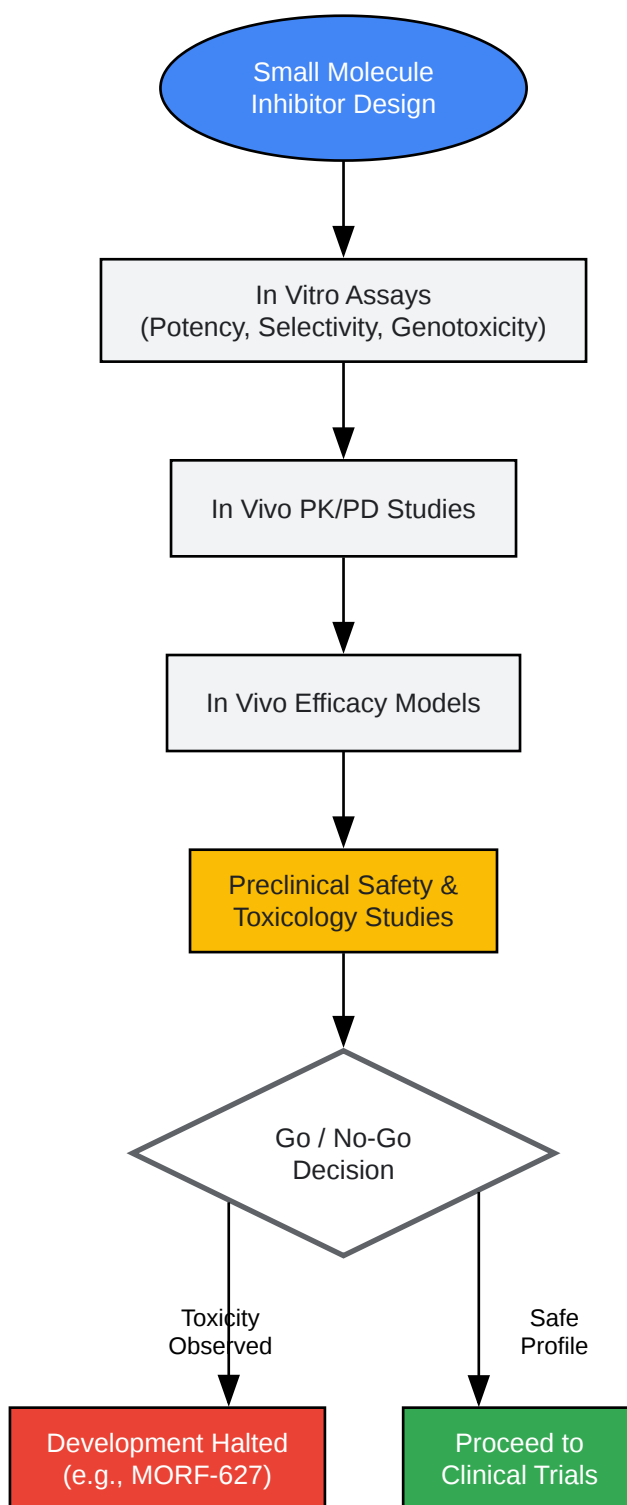 Small Molecule
Inhibitor Design
In Vitro Assays
(Potency, Selectivity, Genotoxicity)
In Vivo PK/PD Studies
In Vivo Efficacy Models
Preclinical Safety &
Toxicology Studies
Go / No-Go
Decision
Toxicity
Observed
Safe
Profile
Development Halted
(e.g., MORF-627)
Proceed to
Clinical Trials